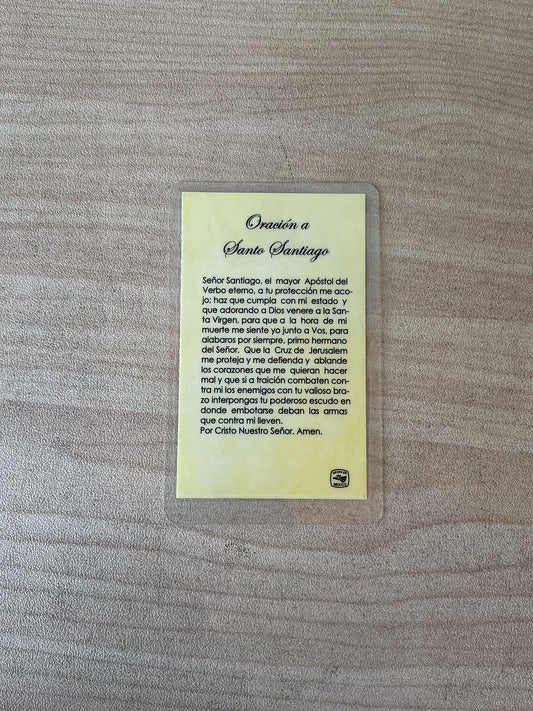 Oración a
Santo Santiago
Señor Santiago, el mayor Apóstol del
Verbo eterno, a tu protección me aco-
jo; haz que cumpla con mi estado y
que adorando a Dios venere a la San-
ta Virgen, para que a la hora de mi
muerte me siente yo junto a Vos, para
alabaros por siempre, primo hermano
del Señor. Que la Cruz de Jerusalem
me proteja y me defienda y ablande
los corazones que me quieran hacer
mal y que si a traición combaten con-
tra mi los enemigos con tu valioso bra-
zo interpongas tu poderoso escudo en
donde embotarse deban las armas
que contra mi lleven.
Por Cristo Nuestro Señor. Amen.